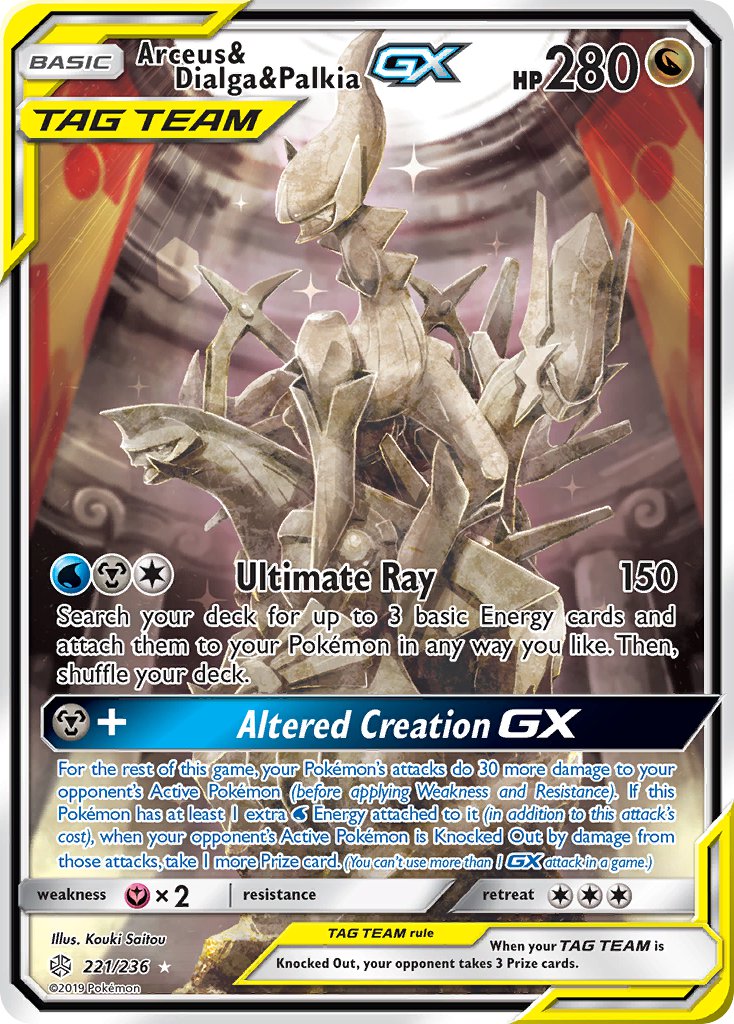 BASIC
Arceus&
Dialga&Palkia GX
HP 280
TAG TEAM
Ultimate Ray 150
Search your deck for up to 3 basic Energy cards and
attach them to your Pokémon in any way you like. Then,
shuffle your deck.
+ Altered Creation GX
For the rest of this game, your Pokémon's attacks do 30 more damage to your
opponent's Active Pokémon (before applying Weakness and Resistance). If this
Pokémon has at least 1 extra Energy attached to it (in addition to this attack's
cost), when your opponent's Active Pokémon is Knocked Out by damage from
those attacks, take 1 more Prize card. (You can't use more than 1 GX attack in a game.)
weakness ×2 resistance retreat
Illus. Kouki Saitou
221/236
©2019 Pokémon
TAG TEAM rule
When your TAG TEAM is
Knocked Out, your opponent takes 3 Prize cards.